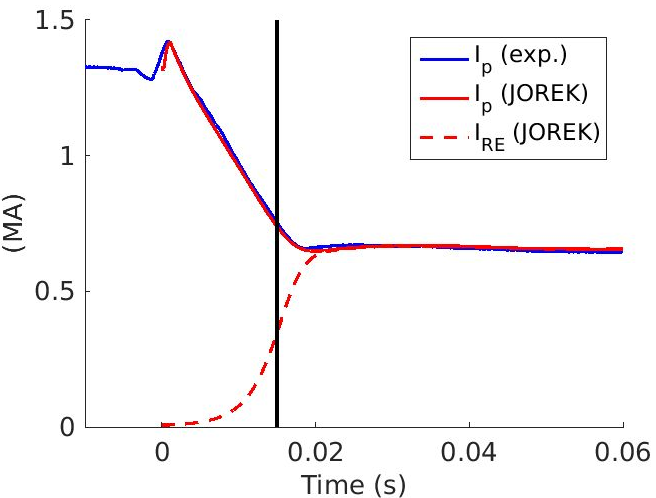 1.5
1
0.5
0
(MA)
I_p (exp.)
I_p (JOREK)
I_RE (JOREK)
0 0.02 0.04 0.06
Time (s)